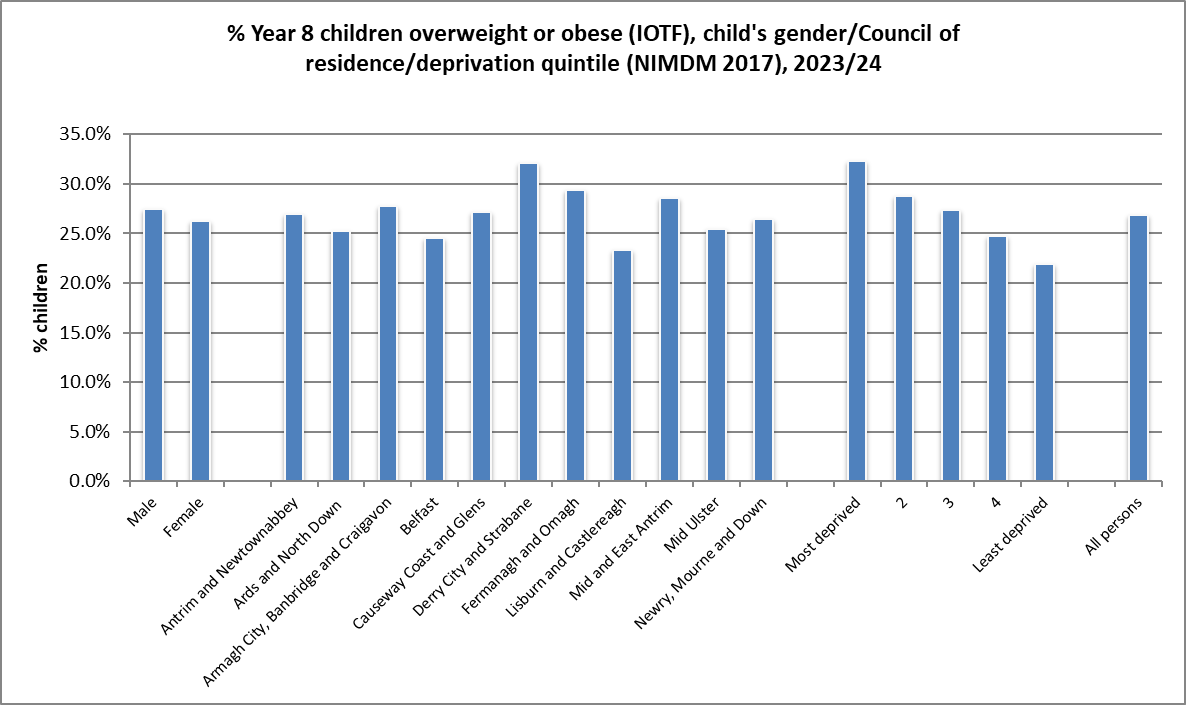 % Year 8 children overweight or obese (IOTF), child's gender/Council of
residence/deprivation quintile (NIMDM 2017), 2023/24
35.0%
30.0%
25.0%
20.0%
15.0%
10.0%
5.0%
0.0%
% children
Male
Female
Antrim and Newtownabbey
Ards and North Down
Armagh City, Banbridge and Craigavon
Belfast
Causeway Coast and Glens
Derry City and Strabane
Fermanagh and Omagh
Lisburn and Castlereagh
Mid and East Antrim
Mid Ulster
Newry, Mourne and Down
Most deprived
2
3
4
Least deprived
All persons